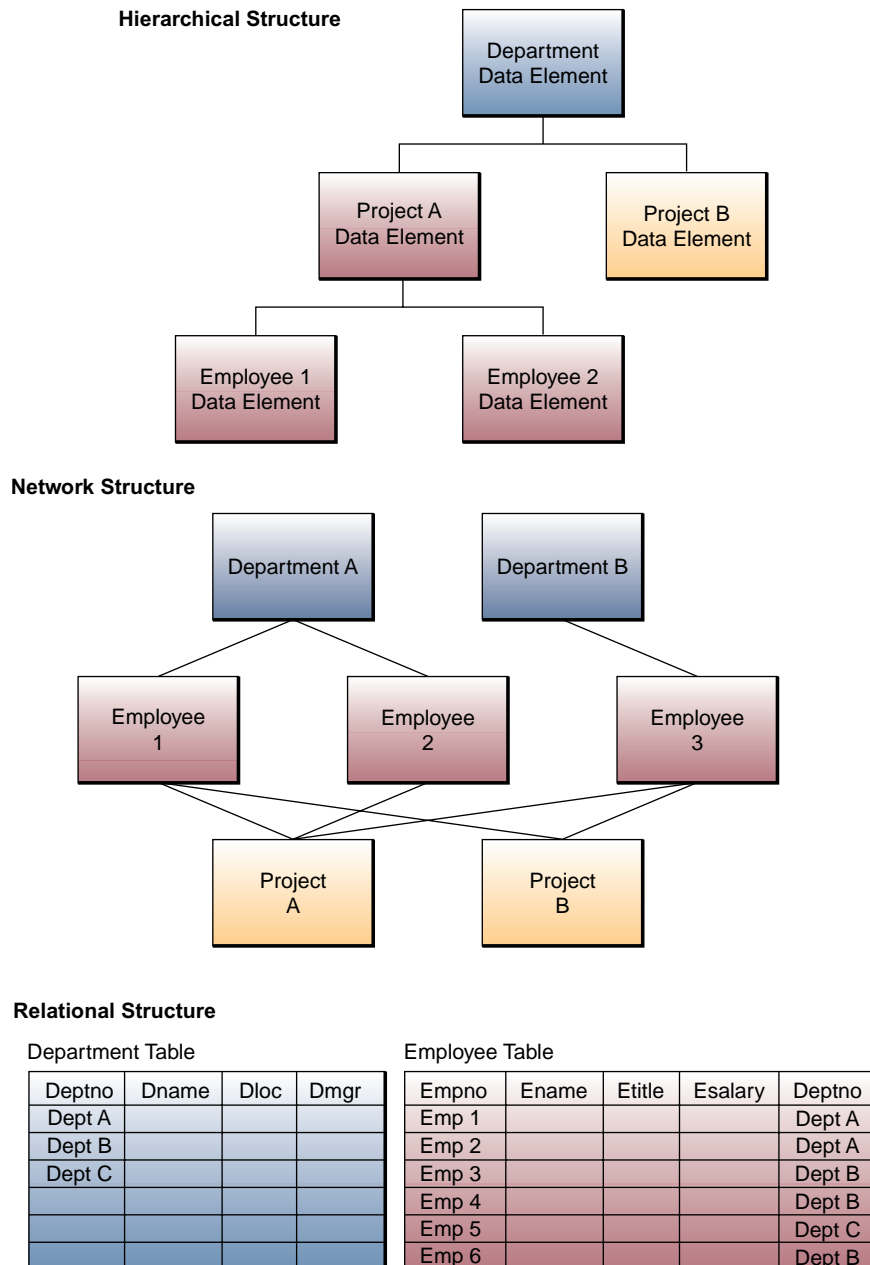 Hierarchical Structure
Department
Data Element
Project A
Data Element
Project B
Data Element
Employee 1
Data Element
Employee 2
Data Element
Network Structure
Department A
Department B
Employee
1
Employee
2
Employee
3
Project
A
Project
B
Relational Structure
Department Table
Deptno Dname Dloc Dmgr
Dept A
Dept B
Dept C
Employee Table
Empno Ename Etitle Esalary Deptno
Emp 1 Dept A
Emp 2 Dept A
Emp 3 Dept B
Emp 4 Dept B
Emp 5 Dept C
Emp 6 Dept B